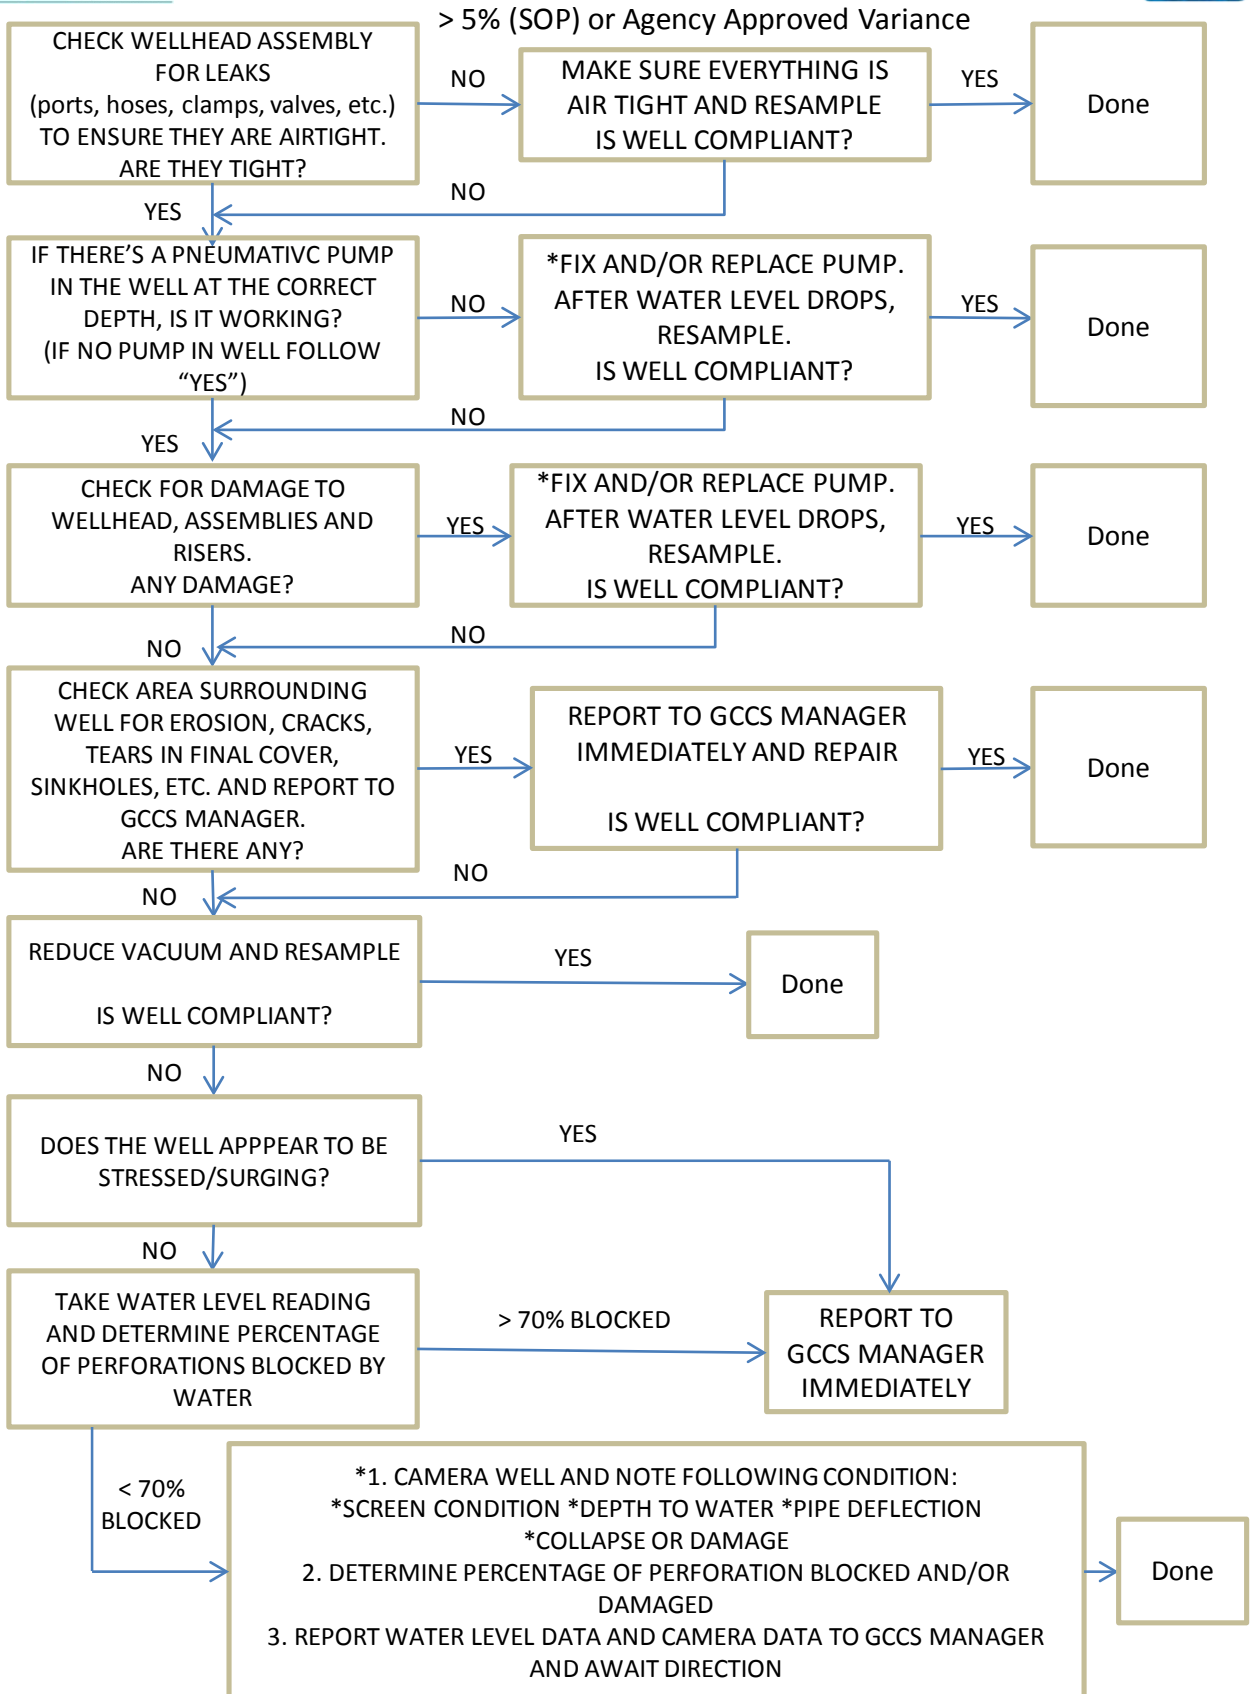 > 5% (SOP) or Agency Approved Variance
CHECK WELLHEAD ASSEMBLY
FOR LEAKS
(ports, hoses, clamps, valves, etc.)
TO ENSURE THEY ARE AIRTIGHT.
ARE THEY TIGHT?
NO
MAKE SURE EVERYTHING IS
AIR TIGHT AND RESAMPLE
IS WELL COMPLIANT?
YES
Done
NO
YES
IF THERE'S A PNEUMATIVC PUMP
IN THE WELL AT THE CORRECT
DEPTH, IS IT WORKING?
(IF NO PUMP IN WELL FOLLOW
“YES”)
NO
*FIX AND/OR REPLACE PUMP.
AFTER WATER LEVEL DROPS,
RESAMPLE.
IS WELL COMPLIANT?
YES
Done
NO
YES
CHECK FOR DAMAGE TO
WELLHEAD, ASSEMBLIES AND
RISERS.
ANY DAMAGE?
YES
*FIX AND/OR REPLACE PUMP.
AFTER WATER LEVEL DROPS,
RESAMPLE.
IS WELL COMPLIANT?
YES
Done
NO
NO
CHECK AREA SURROUNDING
WELL FOR EROSION, CRACKS,
TEARS IN FINAL COVER,
SINKHOLES, ETC. AND REPORT TO
GCCS MANAGER.
ARE THERE ANY?
YES
REPORT TO GCCS MANAGER
IMMEDIATELY AND REPAIR
IS WELL COMPLIANT?
YES
Done
NO
NO
REDUCE VACUUM AND RESAMPLE
IS WELL COMPLIANT?
YES
Done
NO
DOES THE WELL APPPEAR TO BE
STRESSED/SURGING?
YES
NO
TAKE WATER LEVEL READING
AND DETERMINE PERCENTAGE
OF PERFORATIONS BLOCKED BY
WATER
> 70% BLOCKED
REPORT TO
GCCS MANAGER
IMMEDIATELY
< 70%
BLOCKED
*1. CAMERA WELL AND NOTE FOLLOWING CONDITION:
*SCREEN CONDITION *DEPTH TO WATER *PIPE DEFLECTION
*COLLAPSE OR DAMAGE
2. DETERMINE PERCENTAGE OF PERFORATION BLOCKED AND/OR
DAMAGED
3. REPORT WATER LEVEL DATA AND CAMERA DATA TO GCCS MANAGER
AND AWAIT DIRECTION
Done